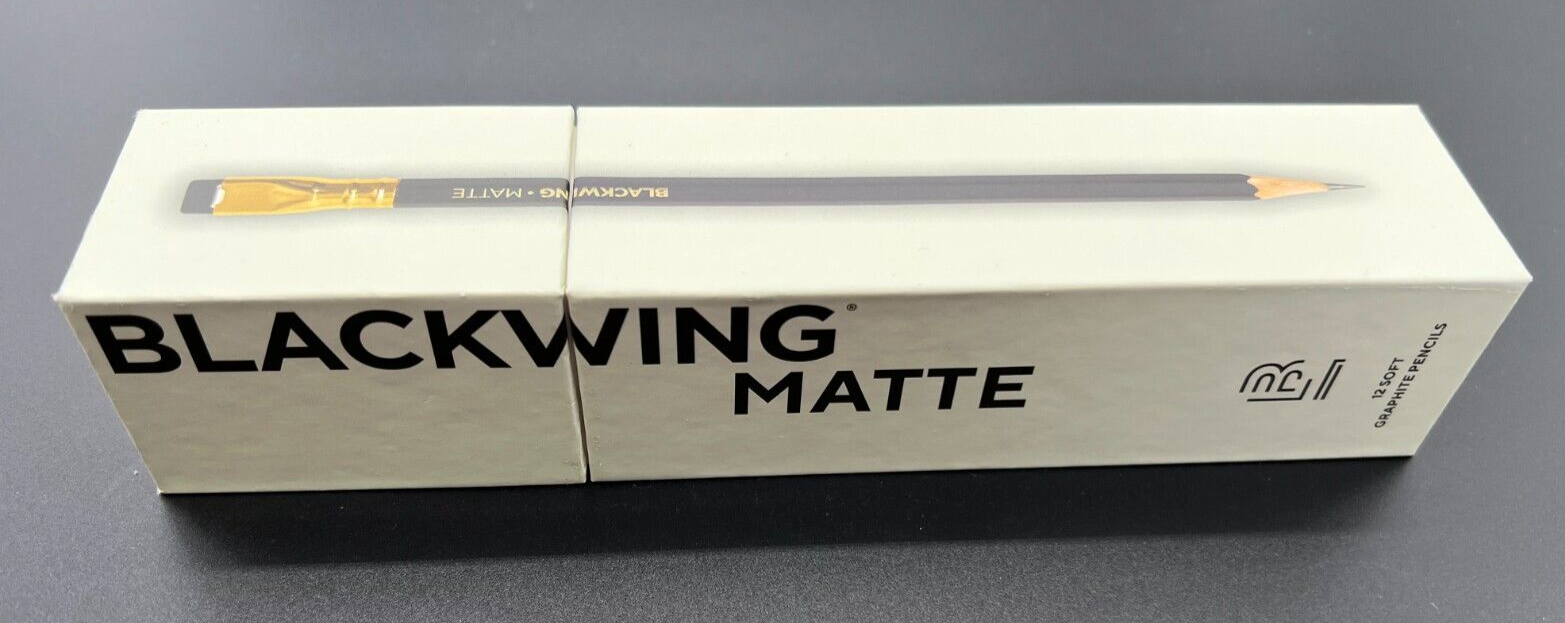 BLACKWING • MATTE
BLACKWING®
MATTE
12 SOFT
GRAPHITE PENCILS